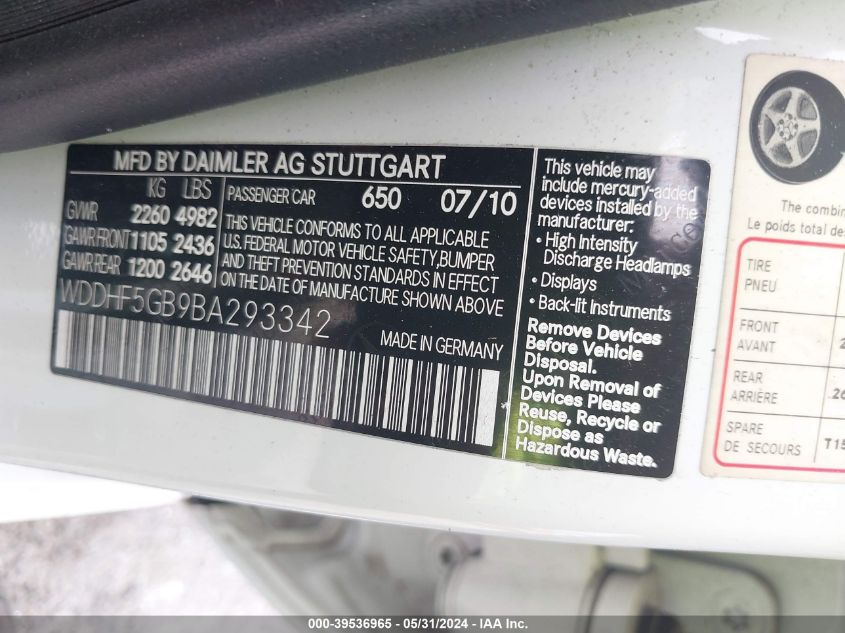 MFD BY DAIMLER AG STUTTGART
KG LBS
GVWR 2260 4982
GAWR FRONT 1105 2436
GAWR REAR 1200 2646
PASSENGER CAR 650 07/10
THIS VEHICLE CONFORMS TO ALL APPLICABLE
U.S. FEDERAL MOTOR VEHICLE SAFETY, BUMPER
AND THEFT PREVENTION STANDARDS IN EFFECT
ON THE DATE OF MANUFACTURE SHOWN ABOVE
WDDHF5GB9BA293342
MADE IN GERMANY
This vehicle may
include mercury-added
devices installed by the
manufacturer:
• High Intensity
Discharge Headlamps
• Displays
• Back-lit Instruments
Remove Devices
Before Vehicle
Disposal.
Upon Removal of
Devices Please
Reuse, Recycle or
Dispose as
Hazardous Waste.
The combin
Le poids total des
TIRE
PNEU
FRONT
AVANT
2
REAR
ARRIÈRE
26
SPARE
DE SECOURS
T15
000-39536965 - 05/31/2024 - IAA Inc.